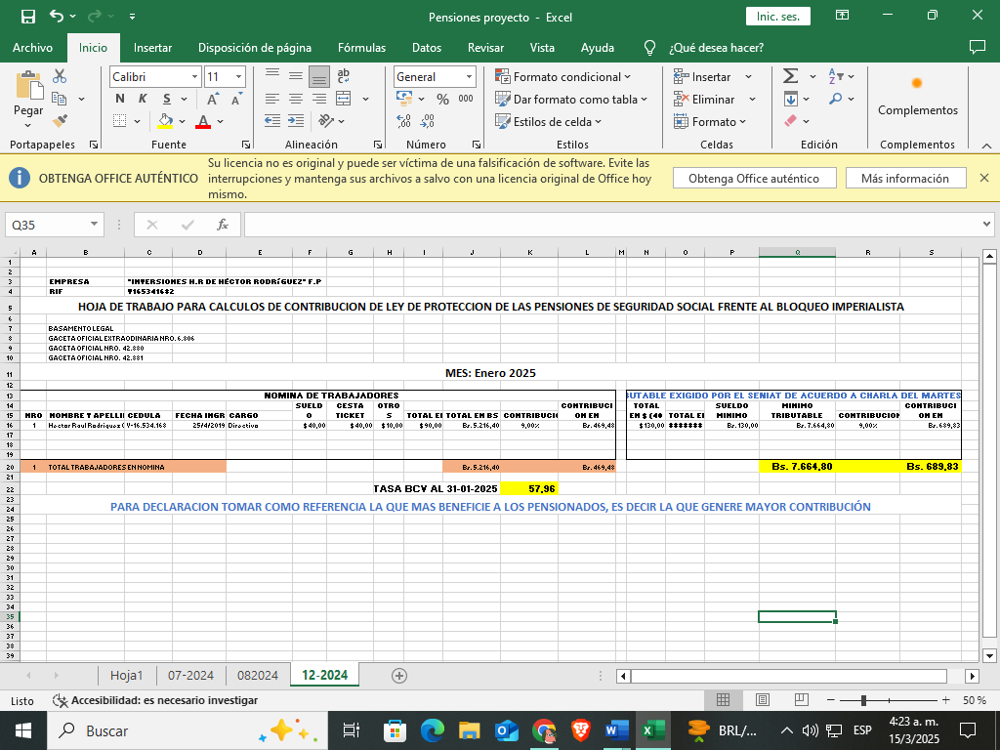 Pensiones proyecto - Excel
Inic. ses.
Archivo Inicio Insertar Disposición de página Fórmulas Datos Revisar Vista Ayuda ¿Qué desea hacer?
Pegar
Calibri 11
N K S
General
% 000
Formato condicional
Dar formato como tabla
Estilos de celda
Insertar
Eliminar
Formato
Complementos
Portapapeles Fuente Alineación Número Estilos Celdas Edición Complementos
OBTENGA OFFICE AUTÉNTICO
Su licencia no es original y puede ser víctima de una falsificación de software. Evite las
interrupciones y mantenga sus archivos a salvo con una licencia original de Office hoy
mismo.
Obtenga Office auténtico
Más información
Q35
fx
A B C D E F G H I J K L M N O P Q R S
EMPRESA "INVERSIONES H.R DE HÉCTOR RODRíGUEZ" F.P
RIF V165341682
HOJA DE TRABAJO PARA CALCULOS DE CONTRIBUCION DE LEY DE PROTECCION DE LAS PENSIONES DE SEGURIDAD SOCIAL FRENTE AL BLOQUEO IMPERIALISTA
BASAMENTO LEGAL
GACETA OFICIAL EXTRAODINARIA NRO. 6.806
GACETA OFICIAL NRO. 42.880
GACETA OFICIAL NRO. 42.881
MES: Enero 2025
NOMINA DE TRABAJADORES
BUTABLE EXIGIDO POR EL SENIAT DE ACUERDO A CHARLA DEL MARTES
NRO NOMBRE Y APELLI CEDULA FECHA INGR CARGO SUELDO CESTA TICKET OTROS TOTAL EI TOTAL EN BS CONTRIBUCI CONTRIBUCION EN
TOTAL EN $ (40 TOTAL EI SUELDO MINIMO MINIMO TRIBUTABLE CONTRIBUCION CONTRIBUCION EN
1 Hector Raul Rodriguez C V-16.534.168 25/4/2019 Directivo $40,00 $40,00 $10,00 $90,00 Bs.5.216,40 9,00% Bs.469,48
$130,00 ####### Bs.130,00 Bs.7.664,80 9,00% Bs.689,83
1 TOTAL TRABAJADORES EN NOMINA Bs.5.216,40 Bs.469,48 Bs. 7.664,80 Bs. 689,83
TASA BCV AL 31-01-2025 57,96
PARA DECLARACION TOMAR COMO REFERENCIA LA QUE MAS BENEFICIE A LOS PENSIONADOS, ES DECIR LA QUE GENERE MAYOR CONTRIBUCIÓN
Hoja1 07-2024 082024 12-2024
Listo Accesibilidad: es necesario investigar 50 %
Buscar
BRL/...
ESP
4:23 a. m.
15/3/2025